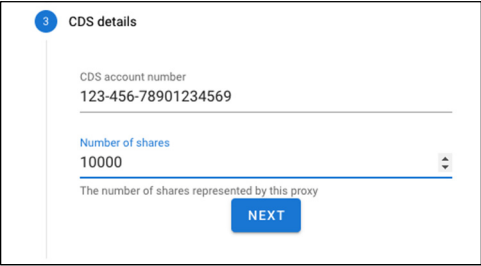 3 CDS details
CDS account number
123-456-78901234569
Number of shares
10000
The number of shares represented by this proxy
NEXT